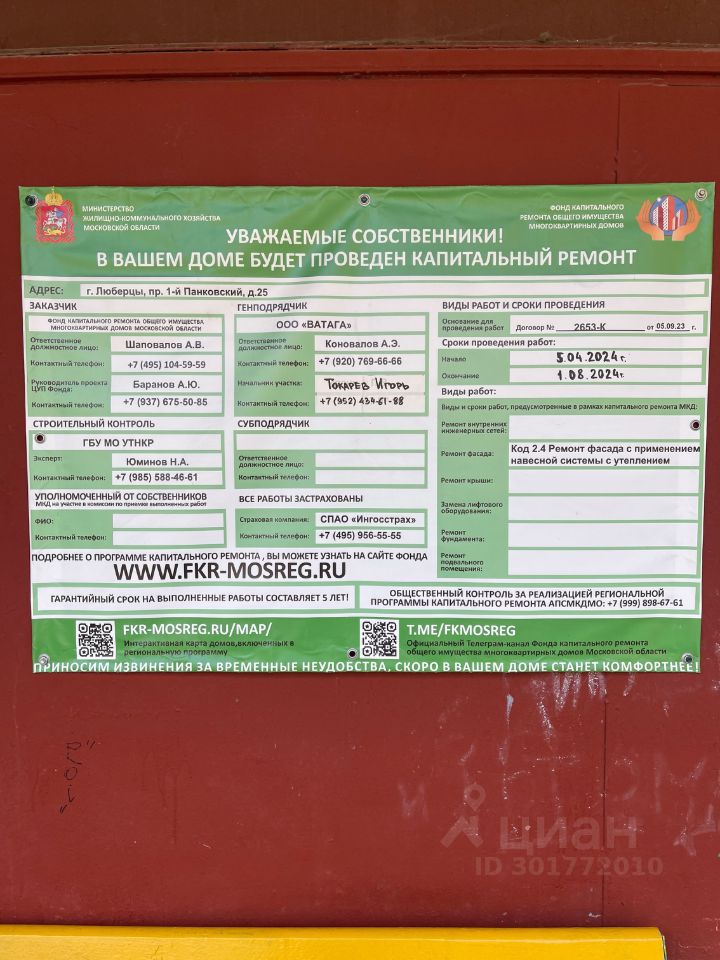 МИНИСТЕРСТВО
ЖИЛИЩНО-КОММУНАЛЬНОГО ХОЗЯЙСТВА
МОСКОВСКОЙ ОБЛАСТИ
ФОНД КАПИТАЛЬНОГО
РЕМОНТА ОБЩЕГО ИМУЩЕСТВА
МНОГОКВАРТИРНЫХ ДОМОВ
УВАЖАЕМЫЕ СОБСТВЕННИКИ!
В ВАШЕМ ДОМЕ БУДЕТ ПРОВЕДЕН КАПИТАЛЬНЫЙ РЕМОНТ
АДРЕС: г. Люберцы, пр. 1-й Панковский, д.25
ЗАКАЗЧИК
ФОНД КАПИТАЛЬНОГО РЕМОНТА ОБЩЕГО ИМУЩЕСТВА
МНОГОКВАРТИРНЫХ ДОМОВ МОСКОВСКОЙ ОБЛАСТИ
Ответственное
должностное лицо: Шаповалов А.В.
Контактный телефон: +7 (495) 104-59-59
Руководитель проекта
ЦУП Фонда: Баранов А.Ю.
Контактный телефон: +7 (937) 675-50-85
СТРОИТЕЛЬНЫЙ КОНТРОЛЬ
ГБУ МО УТНКР
Эксперт: Юминов Н.А.
Контактный телефон: +7 (985) 588-46-61
УПОЛНОМОЧЕННЫЙ ОТ СОБСТВЕННИКОВ
МКД на участие в комиссии по приемке выполненных работ
ФИО:
Контактный телефон:
ГЕНПОДРЯДЧИК
ООО «ВАТАГА»
Ответственное
должностное лицо: Коновалов А.Э.
Контактный телефон: +7 (920) 769-66-66
Начальник участка: Токарев Игорь
Контактный телефон: +7 (952) 434-61-88
СУБПОДРЯДЧИК
Ответственное
должностное лицо:
Контактный телефон:
ВСЕ РАБОТЫ ЗАСТРАХОВАНЫ
Страховая компания: СПАО «Ингосстрах»
Контактный телефон: +7 (495) 956-55-55
ВИДЫ РАБОТ И СРОКИ ПРОВЕДЕНИЯ
Основание для
проведения работ Договор № 2653-К от 05.09.23 г.
Сроки проведения работ:
Начало 5.04.2024г.
Окончание 1.08.2024г.
Виды работ:
Виды и сроки работ, предусмотренные в рамках капитального ремонта МКД:
Ремонт внутренних
инженерных сетей:
Ремонт фасада: Код 2.4 Ремонт фасада с применением
навесной системы с утеплением
Ремонт крыши:
Замена лифтового
оборудования:
Ремонт
фундамента:
Ремонт
подвального
помещения:
ПОДРОБНЕЕ О ПРОГРАММЕ КАПИТАЛЬНОГО РЕМОНТА , ВЫ МОЖЕТЕ УЗНАТЬ НА САЙТЕ ФОНДА
WWW.FKR-MOSREG.RU
ГАРАНТИЙНЫЙ СРОК НА ВЫПОЛНЕННЫЕ РАБОТЫ СОСТАВЛЯЕТ 5 ЛЕТ!
ОБЩЕСТВЕННЫЙ КОНТРОЛЬ ЗА РЕАЛИЗАЦИЕЙ РЕГИОНАЛЬНОЙ
ПРОГРАММЫ КАПИТАЛЬНОГО РЕМОНТА АПСМКДМО: +7 (999) 898-67-61
FKR-MOSREG.RU/MAP/
Интерактивная карта домов,включенных в
региональную программу
T.ME/FKMOSREG
Официальный Телеграм-канал Фонда капитального ремонта
общего имущества многоквартирных домов Московской области
ПРИНОСИМ ИЗВИНЕНИЯ ЗА ВРЕМЕННЫЕ НЕУДОБСТВА, СКОРО В ВАШЕМ ДОМЕ СТАНЕТ КОМФОРТНЕЕ!
циан
ID 301772010